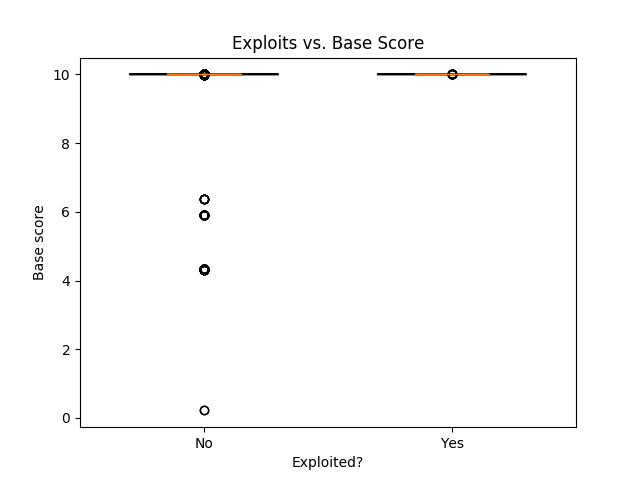 Exploits vs. Base Score
10
8
6
4
2
0
Base score
No
Yes
Exploited?